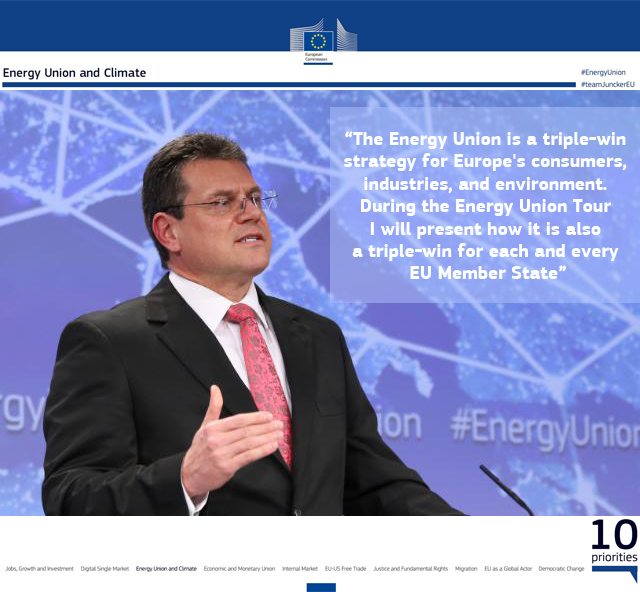 European
Commission
Energy Union and Climate
#EnergyUnion
#teamJunckerEU
“The Energy Union is a triple-win
strategy for Europe's consumers,
industries, and environment.
During the Energy Union Tour
I will present how it is also
a triple-win for each and every
EU Member State”
gy
ion
#EnergyUnion
10
priorities
Jobs, Growth and Investment Digital Single Market Energy Union and Climate Economic and Monetary Union Internal Market EU-US Free Trade Justice and Fundamental Rights Migration EU as a Global Actor Democratic Change